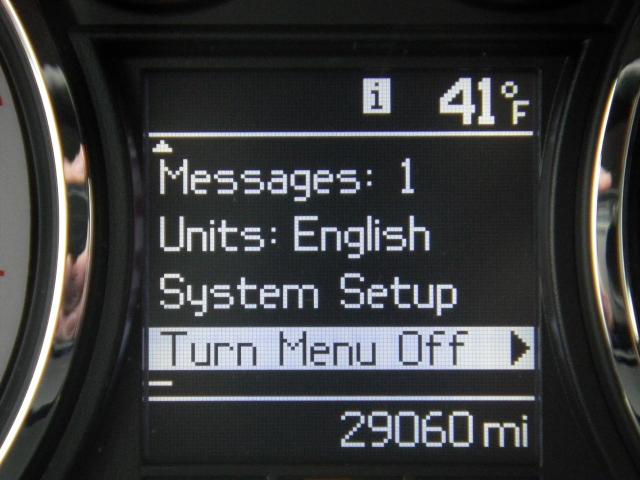 i 41°F
Messages: 1
Units: English
System Setup
Turn Menu Off
29060 mi